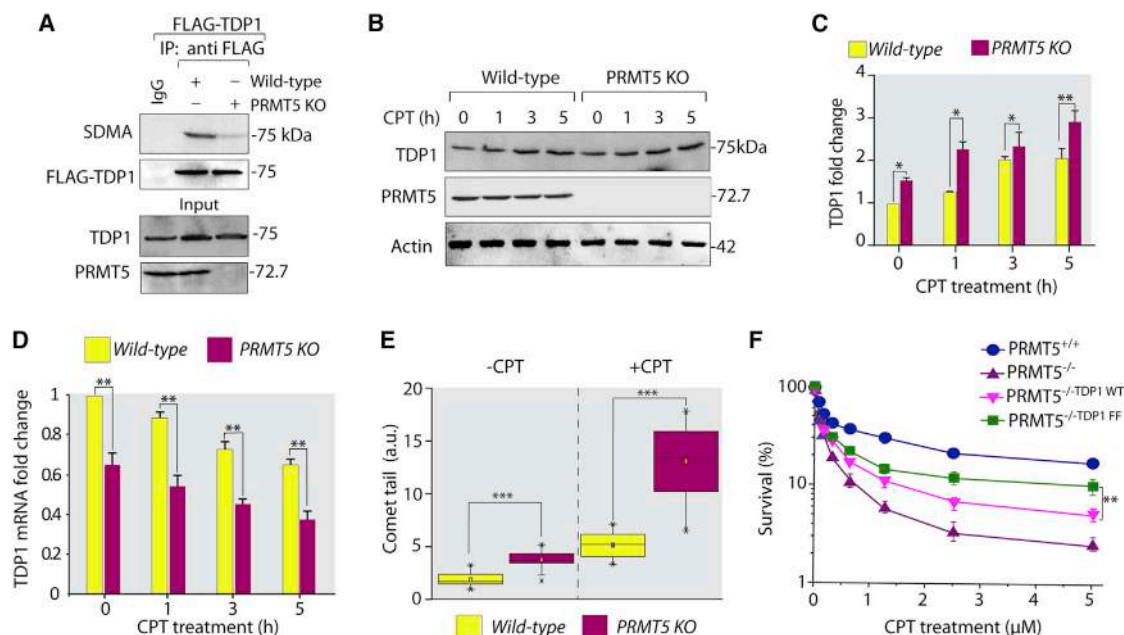 A
FLAG-TDP1
IP: anti FLAG
IgG
+ – Wild-type
– + PRMT5 KO
SDMA
-75 kDa
FLAG-TDP1
-75
Input
TDP1
-75
PRMT5
-72.7
B
Wild-type PRMT5 KO
CPT (h) 0 1 3 5 0 1 3 5
TDP1
-75kDa
PRMT5
-72.7
Actin
-42
C
Wild-type PRMT5 KO
TDP1 fold change
4
3
2
1
0
* * * **
0 1 3 5
CPT treatment (h)
D
Wild-type PRMT5 KO
TDP1 mRNA fold change
1
0.8
0.6
0.4
0.2
0
** ** ** **
0 1 3 5
CPT treatment (h)
E
-CPT +CPT
Comet tail (a.u.)
20
15
10
5
0
*** ***
Wild-type PRMT5 KO
F
PRMT5+/+
PRMT5-/-
PRMT5-/-TDP1 WT
PRMT5-/-TDP1 FF
Survival (%)
100
10
1
**
0 1 2 3 4 5
CPT treatment (µM)